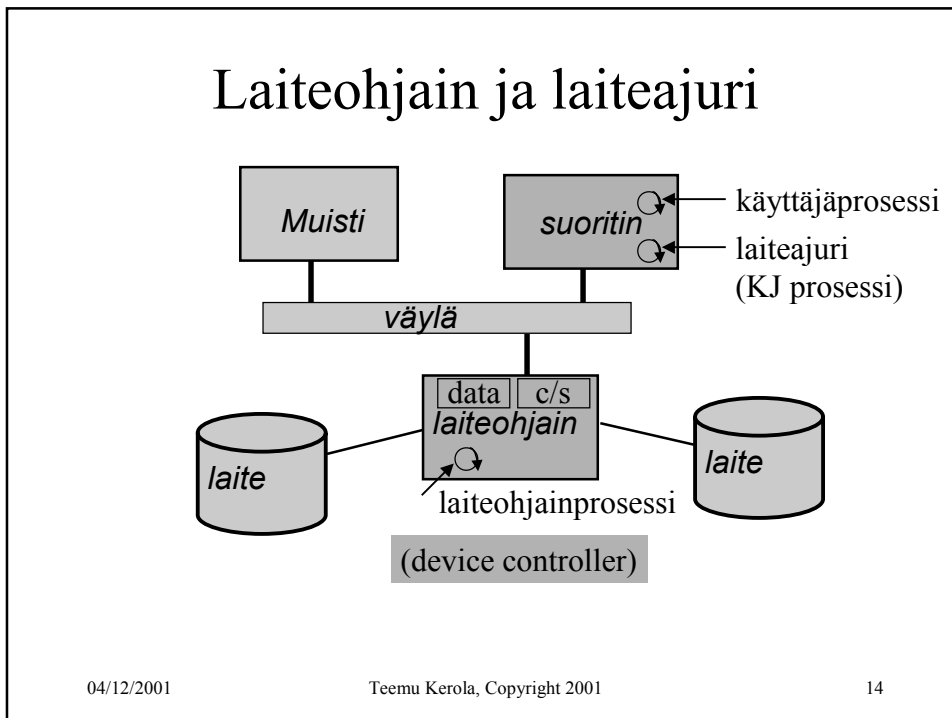 Laiteohjain ja laiteajuri
Muisti
suoritin
käyttäjäprosessi
laiteajuri
(KJ prosessi)
väylä
data c/s
laiteohjain
laite
laite
laiteohjainprosessi
(device controller)
04/12/2001 Teemu Kerola, Copyright 2001 14